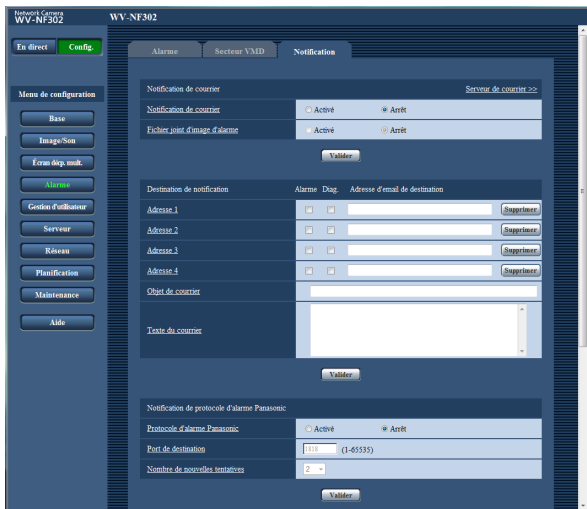 Network Camera
WV-NF302
WV-NF302
En direct
Config.
Menu de configuration
Base
Image/Son
Écran décp. mult.
Alarme
Gestion d'utilisateur
Serveur
Réseau
Planification
Maintenance
Aide
Alarme
Secteur VMD
Notification
Notification de courrier
Serveur de courrier >>
Notification de courrier
Activé
Arrêt
Fichier joint d'image d'alarme
Activé
Arrêt
Valider
Destination de notification
Alarme
Diag.
Adresse d'email de destination
Adresse 1
Supprimer
Adresse 2
Supprimer
Adresse 3
Supprimer
Adresse 4
Supprimer
Objet de courrier
Texte du courrier
Valider
Notification de protocole d'alarme Panasonic
Protocole d'alarme Panasonic
Activé
Arrêt
Port de destination
1818
(1-65535)
Nombre de nouvelles tentatives
2
Valider